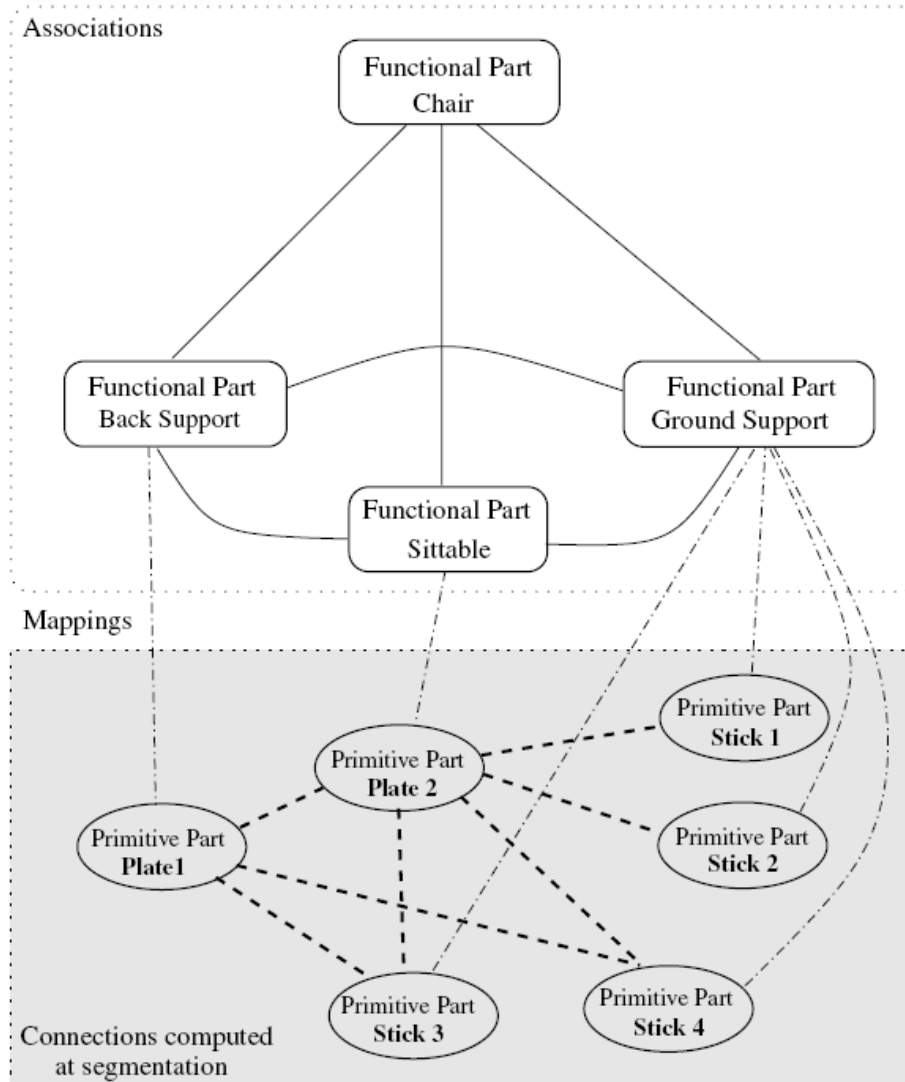 Associations
Functional Part
Chair
Functional Part
Back Support
Functional Part
Ground Support
Functional Part
Sittable
Mappings
Primitive Part
Stick 1
Primitive Part
Plate 2
Primitive Part
Plate1
Primitive Part
Stick 2
Primitive Part
Stick 3
Primitive Part
Stick 4
Connections computed
at segmentation